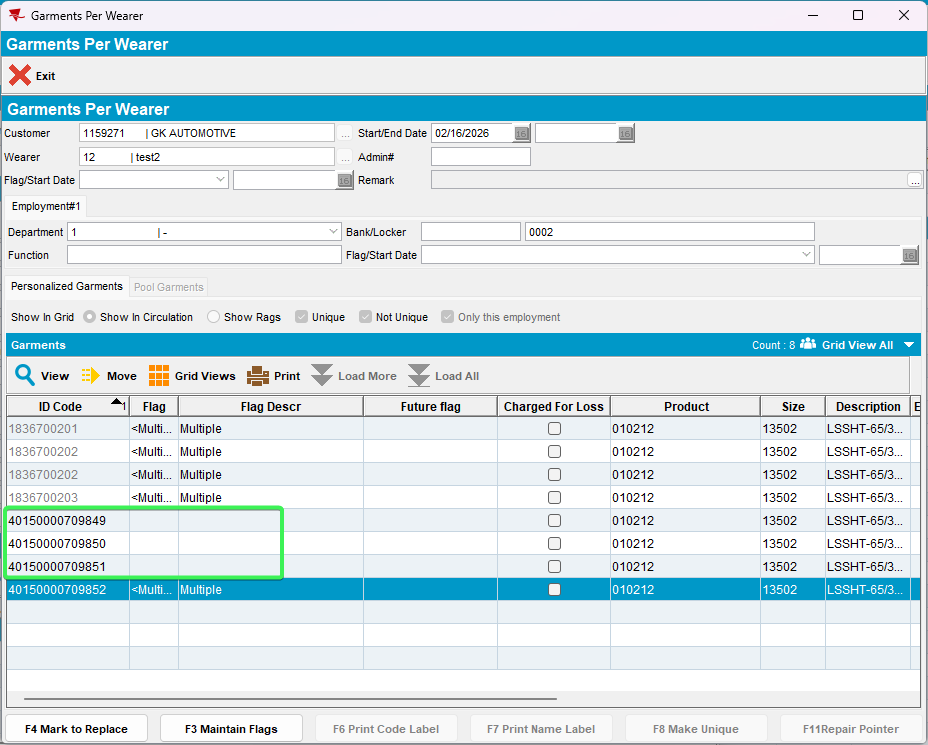 Garments Per Wearer
Garments Per Wearer
Exit
Garments Per Wearer
Customer 1159271 | GK AUTOMOTIVE ... Start/End Date 02/16/2026 16 16
Wearer 12 | test2 ... Admin#
Flag/Start Date 16 Remark ...
Employment#1
Department 1 | - Bank/Locker 0002
Function Flag/Start Date 16
Personalized Garments Pool Garments
Show In Grid Show In Circulation Show Rags Unique Not Unique Only this employment
Garments Count : 8 Grid View All
View Move Grid Views Print Load More Load All
ID Code 1 Flag Flag Descr Future flag Charged For Loss Product Size Description E
1836700201 <Multi... Multiple 010212 13502 LSSHT-65/3...
1836700202 <Multi... Multiple 010212 13502 LSSHT-65/3...
1836700202 <Multi... Multiple 010212 13502 LSSHT-65/3...
1836700203 <Multi... Multiple 010212 13502 LSSHT-65/3...
40150000709849 010212 13502 LSSHT-65/3...
40150000709850 010212 13502 LSSHT-65/3...
40150000709851 010212 13502 LSSHT-65/3...
40150000709852 <Multi... Multiple 010212 13502 LSSHT-65/3...
F4 Mark to Replace F3 Maintain Flags F6 Print Code Label F7 Print Name Label F8 Make Unique F11Repair Pointer